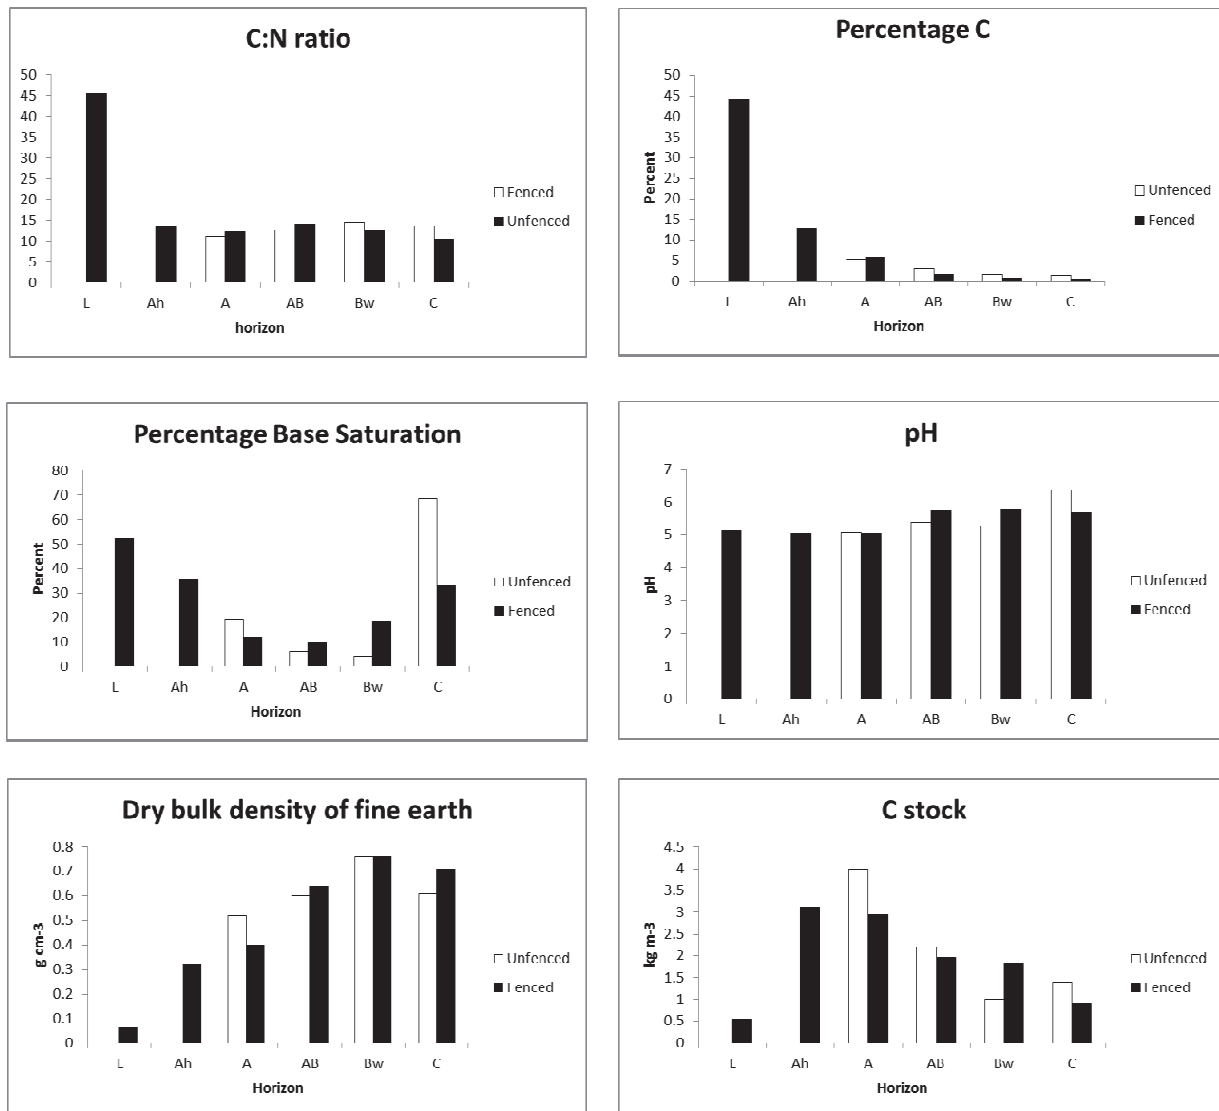 C:N ratio
50
45
40
35
30
25
20
15
10
5
0
L Ah A AB Bw C
horizon
Fenced
Unfenced
Percentage C
Percent
50
45
40
35
30
25
20
15
10
5
0
L Ah A AB Bw C
Horizon
Unfenced
Fenced
Percentage Base Saturation
Percent
80
70
60
50
40
30
20
10
0
L Ah A AB Bw C
Horizon
Unfenced
Fenced
pH
pH
7
6
5
4
3
2
1
0
L Ah A AB Bw C
Unfenced
Fenced
Dry bulk density of fine earth
g cm-3
0.8
0.7
0.6
0.5
0.4
0.3
0.2
0.1
0
L Ah A AB Bw C
Horizon
Unfenced
Fenced
C stock
kg m-3
4.5
4
3.5
3
2.5
2
1.5
1
0.5
0
L Ah A AB Bw C
Horizon
Unfenced
Fenced